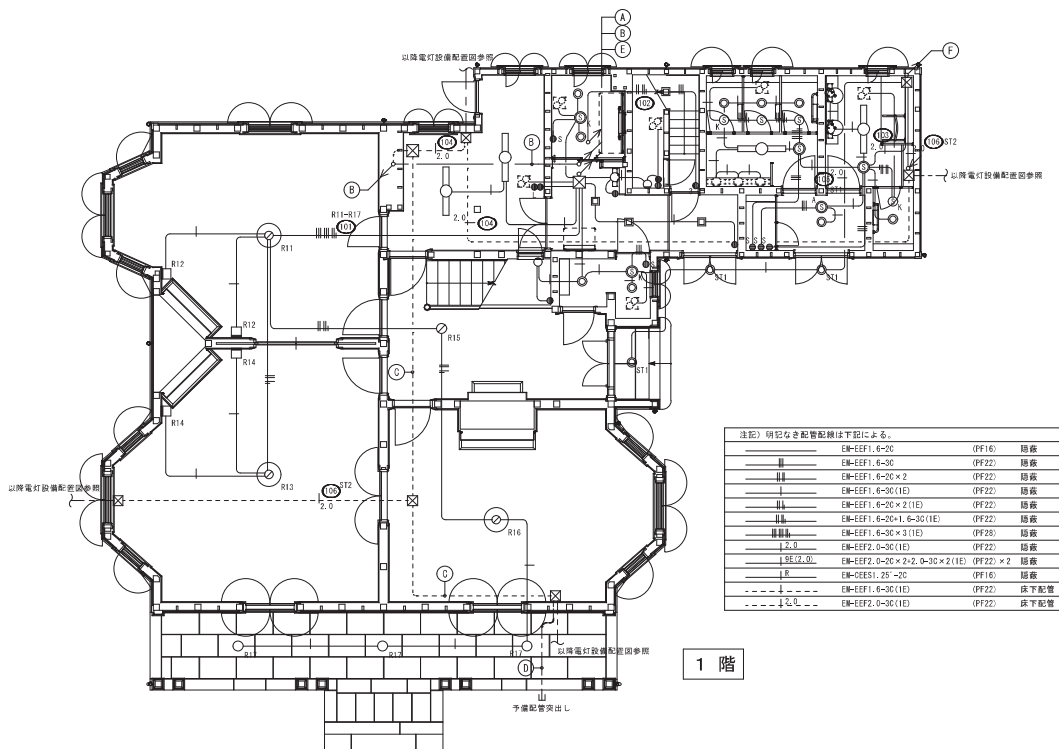 A
B
E
以降電灯設備配置図参照
F
102
104
2.0
103
2.0
106 ST2
以降電灯設備配置図参照
B
B
K
2.0
104
2.0
ST1
A
K
R11-R17
101
R11
S S S
R12
K
ST1
ST1
R12
R15
R14
C
ST1
R14
注記) 明記なき配管配線は下記による。
EM-EEF1.6-2C (PF16) 隠蔽
EM-EEF1.6-3C (PF22) 隠蔽
EM-EEF1.6-2C×2 (PF22) 隠蔽
EM-EEF1.6-3C(1E) (PF22) 隠蔽
EM-EEF1.6-2C×2(1E) (PF22) 隠蔽
EM-EEF1.6-2C+1.6-3C(1E) (PF22) 隠蔽
EM-EEF1.6-3C×3(1E) (PF28) 隠蔽
2.0 EM-EEF2.0-3C(1E) (PF22) 隠蔽
9E(2.0) EM-EEF2.0-2C×2+2.0-3C×2(1E) (PF22)×2 隠蔽
R EM-CEES1.25゜-2C (PF16) 隠蔽
EM-EEF1.6-3C(1E) (PF22) 床下配管
2.0 EM-EEF2.0-3C(1E) (PF22) 床下配管
R13
以降電灯設備配置図参照
106 ST2
2.0
R16
C
R17
R17
R17
以降電灯設備配置図参照
D
1 階
予備配管突出し